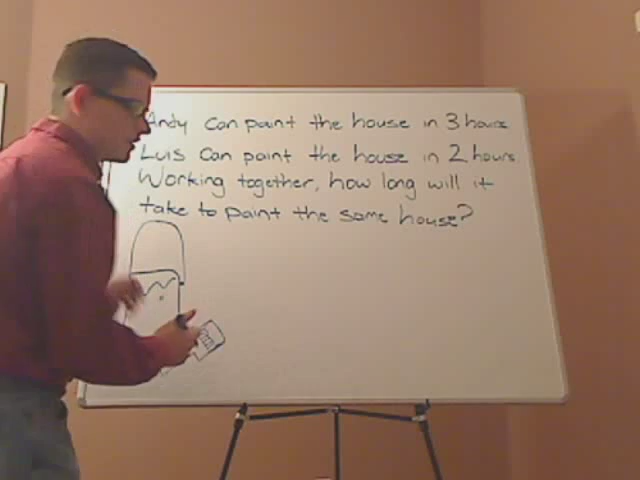 Andy can paint the house in 3 hours
Luis can paint the house in 2 hours.
Working together, how long will it
take to paint the same house?